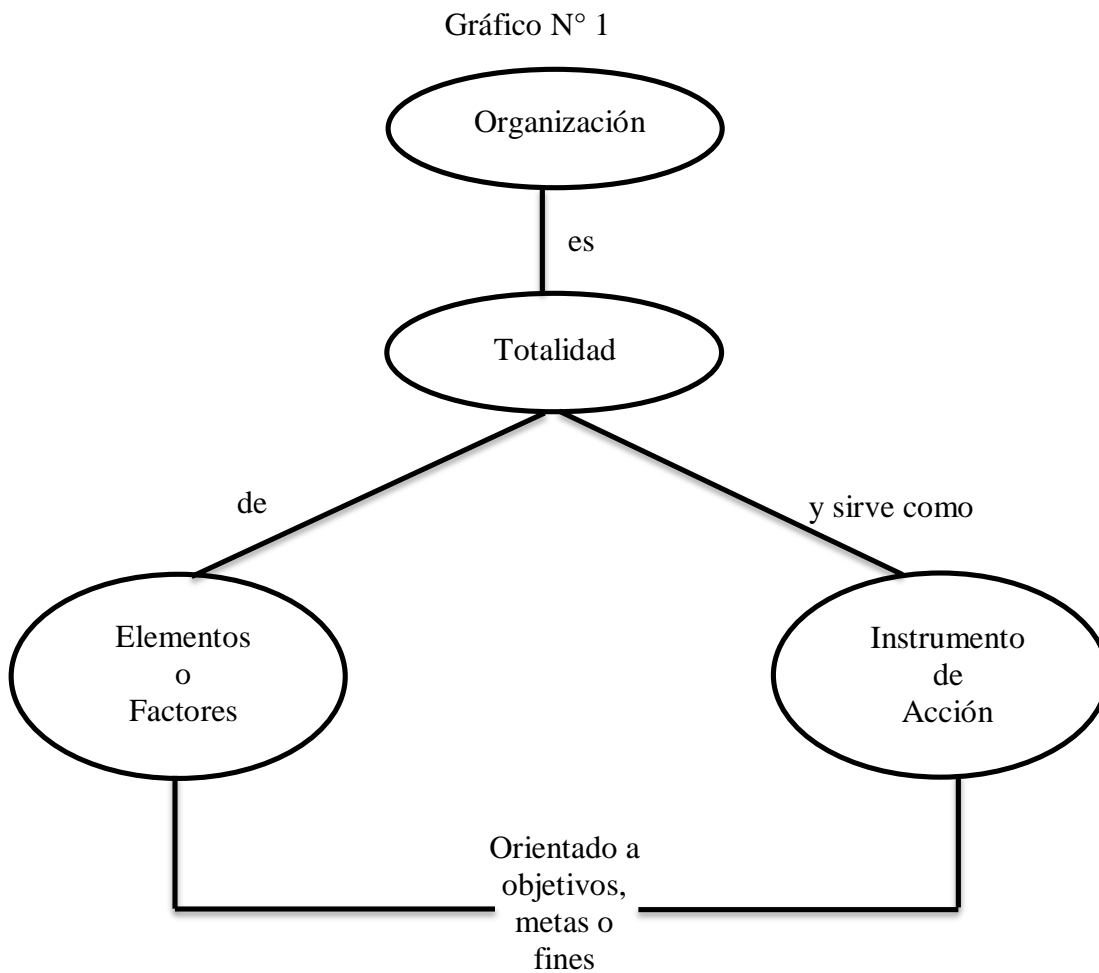 Gráfico N° 1
Organización
es
Totalidad
de
y sirve como
Elementos
o
Factores
Instrumento
de
Acción
Orientado a
objetivos,
metas o
fines